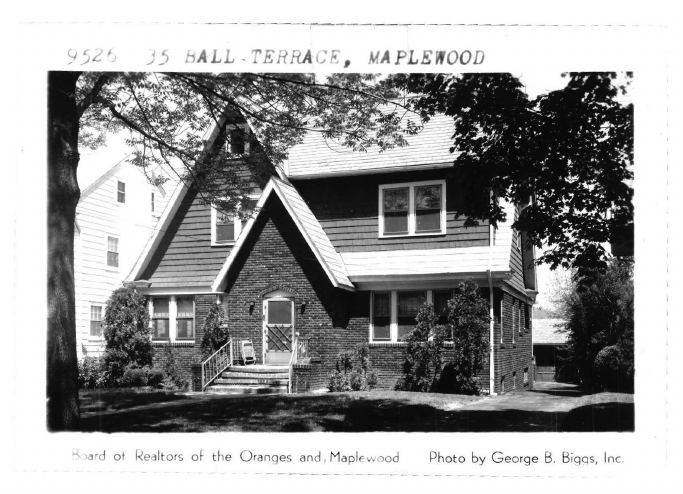 9526 35 BALL TERRACE, MAPLEWOOD
Board of Realtors of the Oranges and, Maplewood Photo by George B. Biggs, Inc.